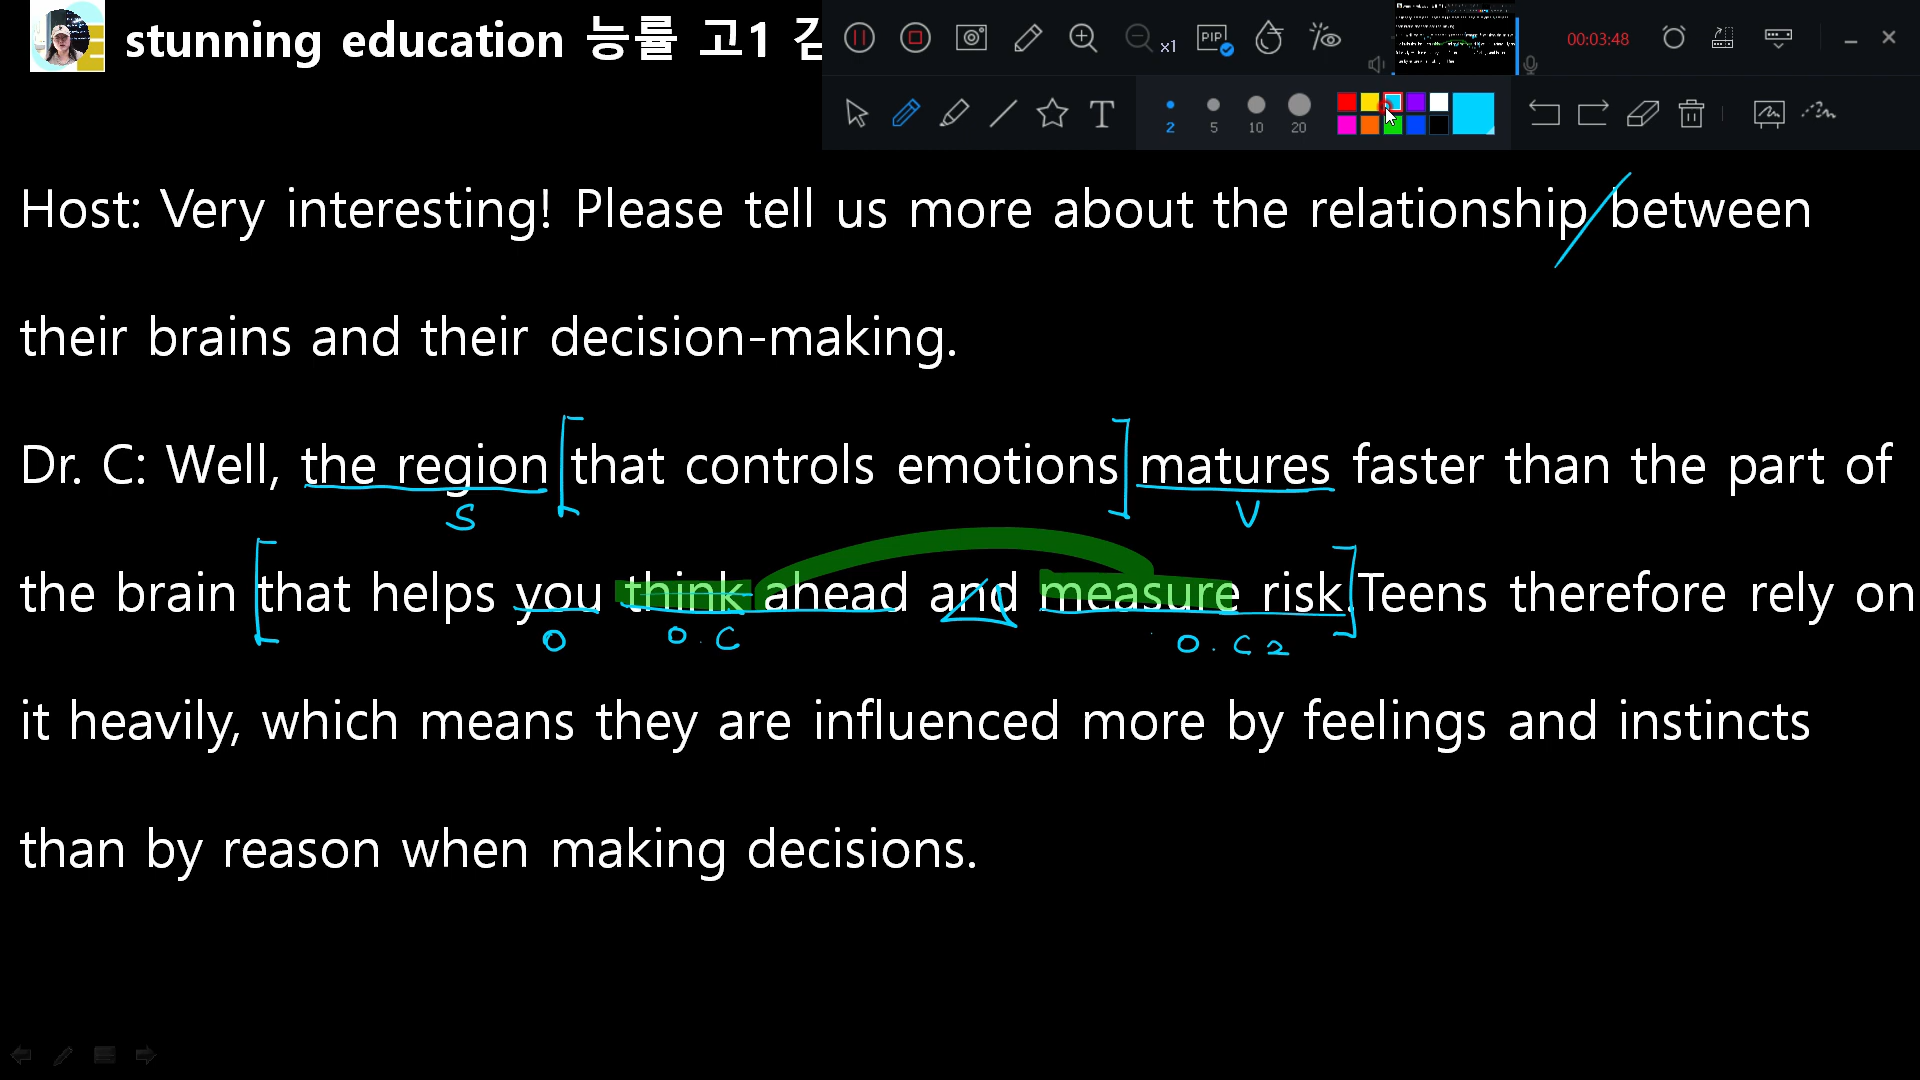 stunning education 능률 고1 김
x1
PIP
00:03:48
2 5 10 20
T
Host: Very interesting! Please tell us more about the relationship between
their brains and their decision-making.
Dr. C: Well, the region that controls emotions matures faster than the part of
S V
the brain that helps you think ahead and measure risk. Teens therefore rely on
O O.C O.C2
it heavily, which means they are influenced more by feelings and instincts
than by reason when making decisions.